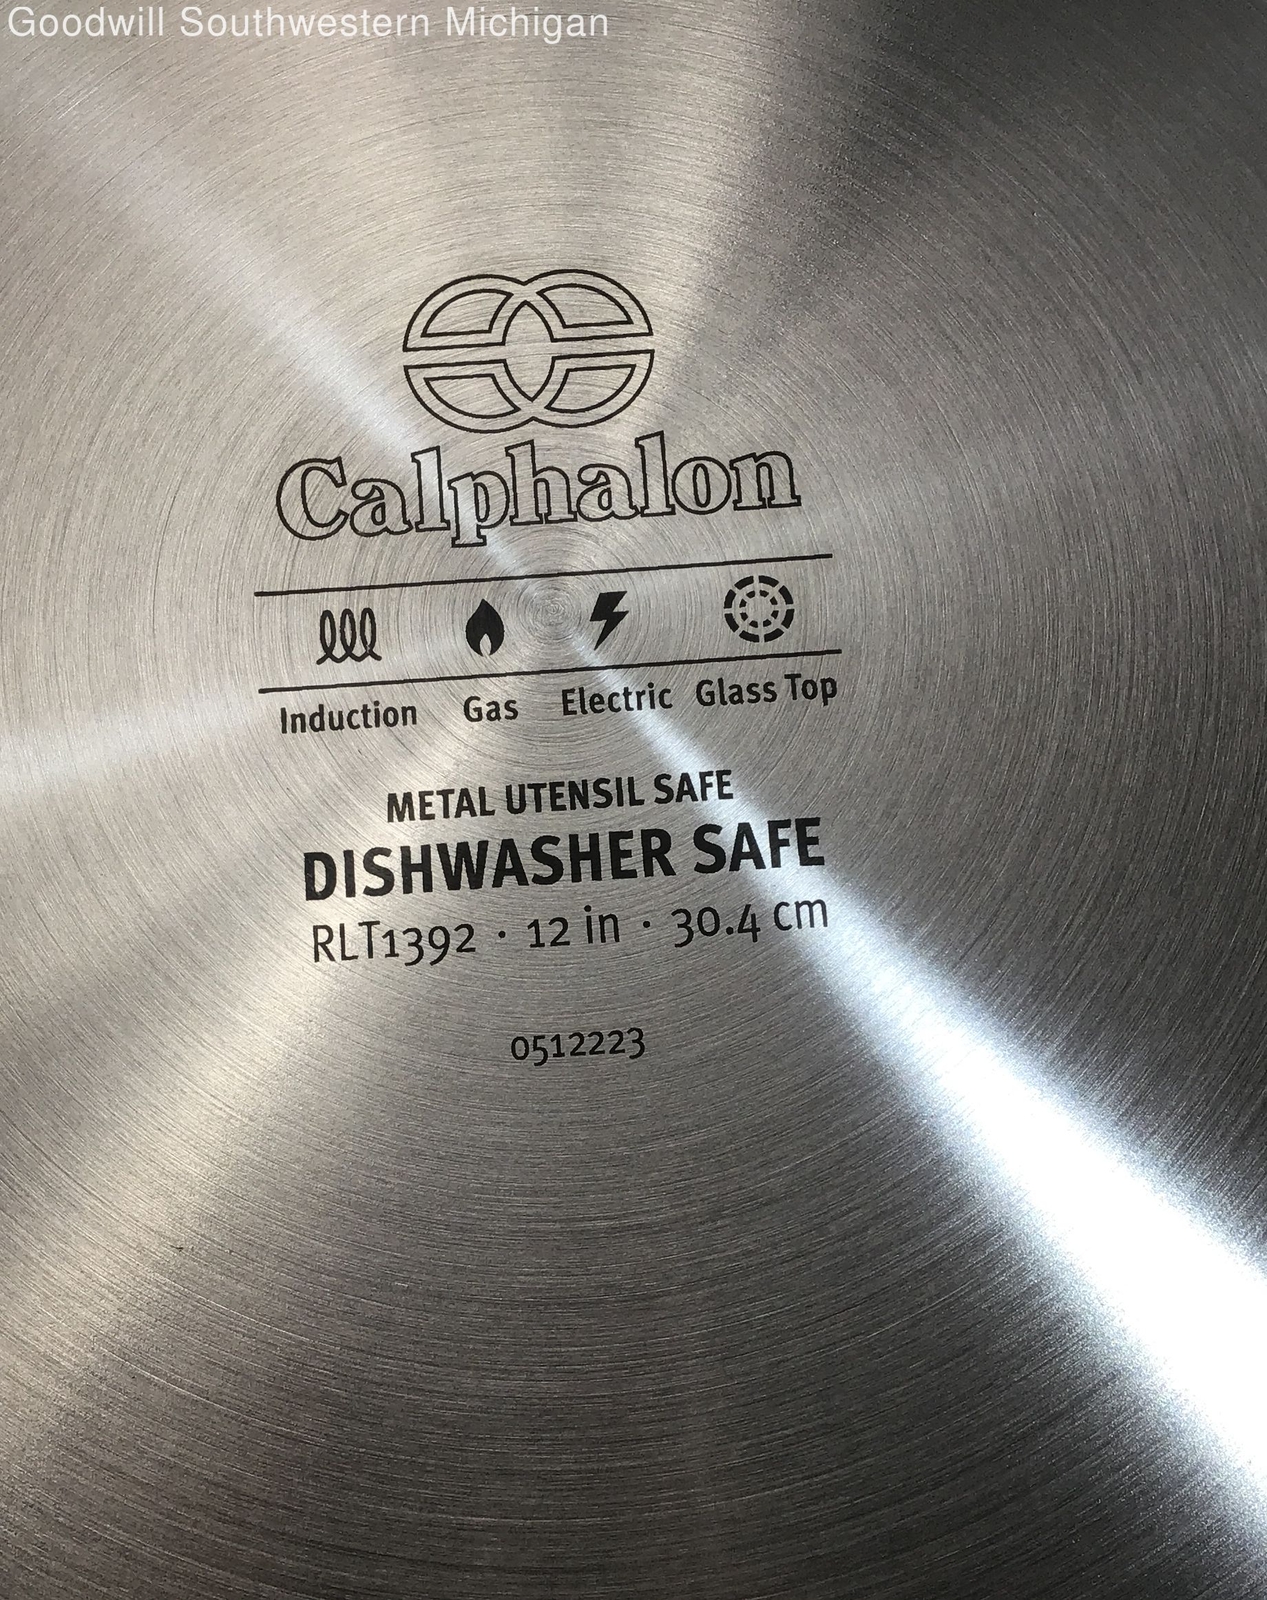 Goodwill Southwestern Michigan
Calphalon
Induction Gas Electric Glass Top
METAL UTENSIL SAFE
DISHWASHER SAFE
RLT1392 · 12 in · 30.4 cm
0512223